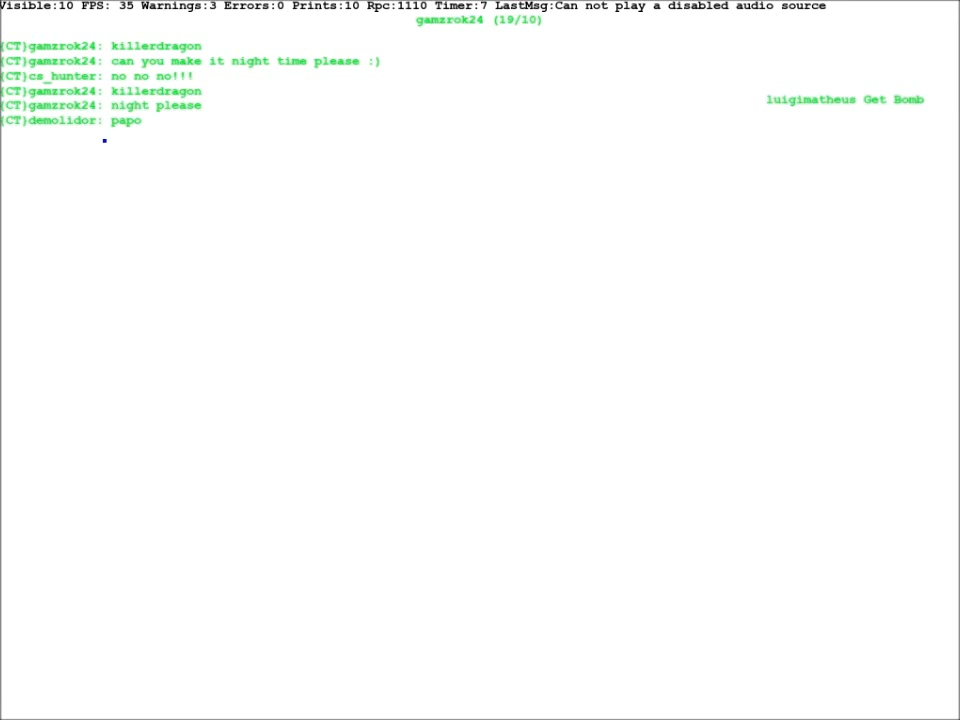 Visible:10 FPS: 35 Warnings:3 Errors:0 Prints:10 Rpc:1110 Timer:7 LastMsg:Can not play a disabled audio source
gamzrok24 (19/10)
(CT)gamzrok24: killerdragon
(CT)gamzrok24: can you make it night time please :)
(CT)cs_hunter: no no no!!!
(CT)gamzrok24: killerdragon
luigimatheus Get Bomb
(CT)gamzrok24: night please
(CT)demolidor: papo